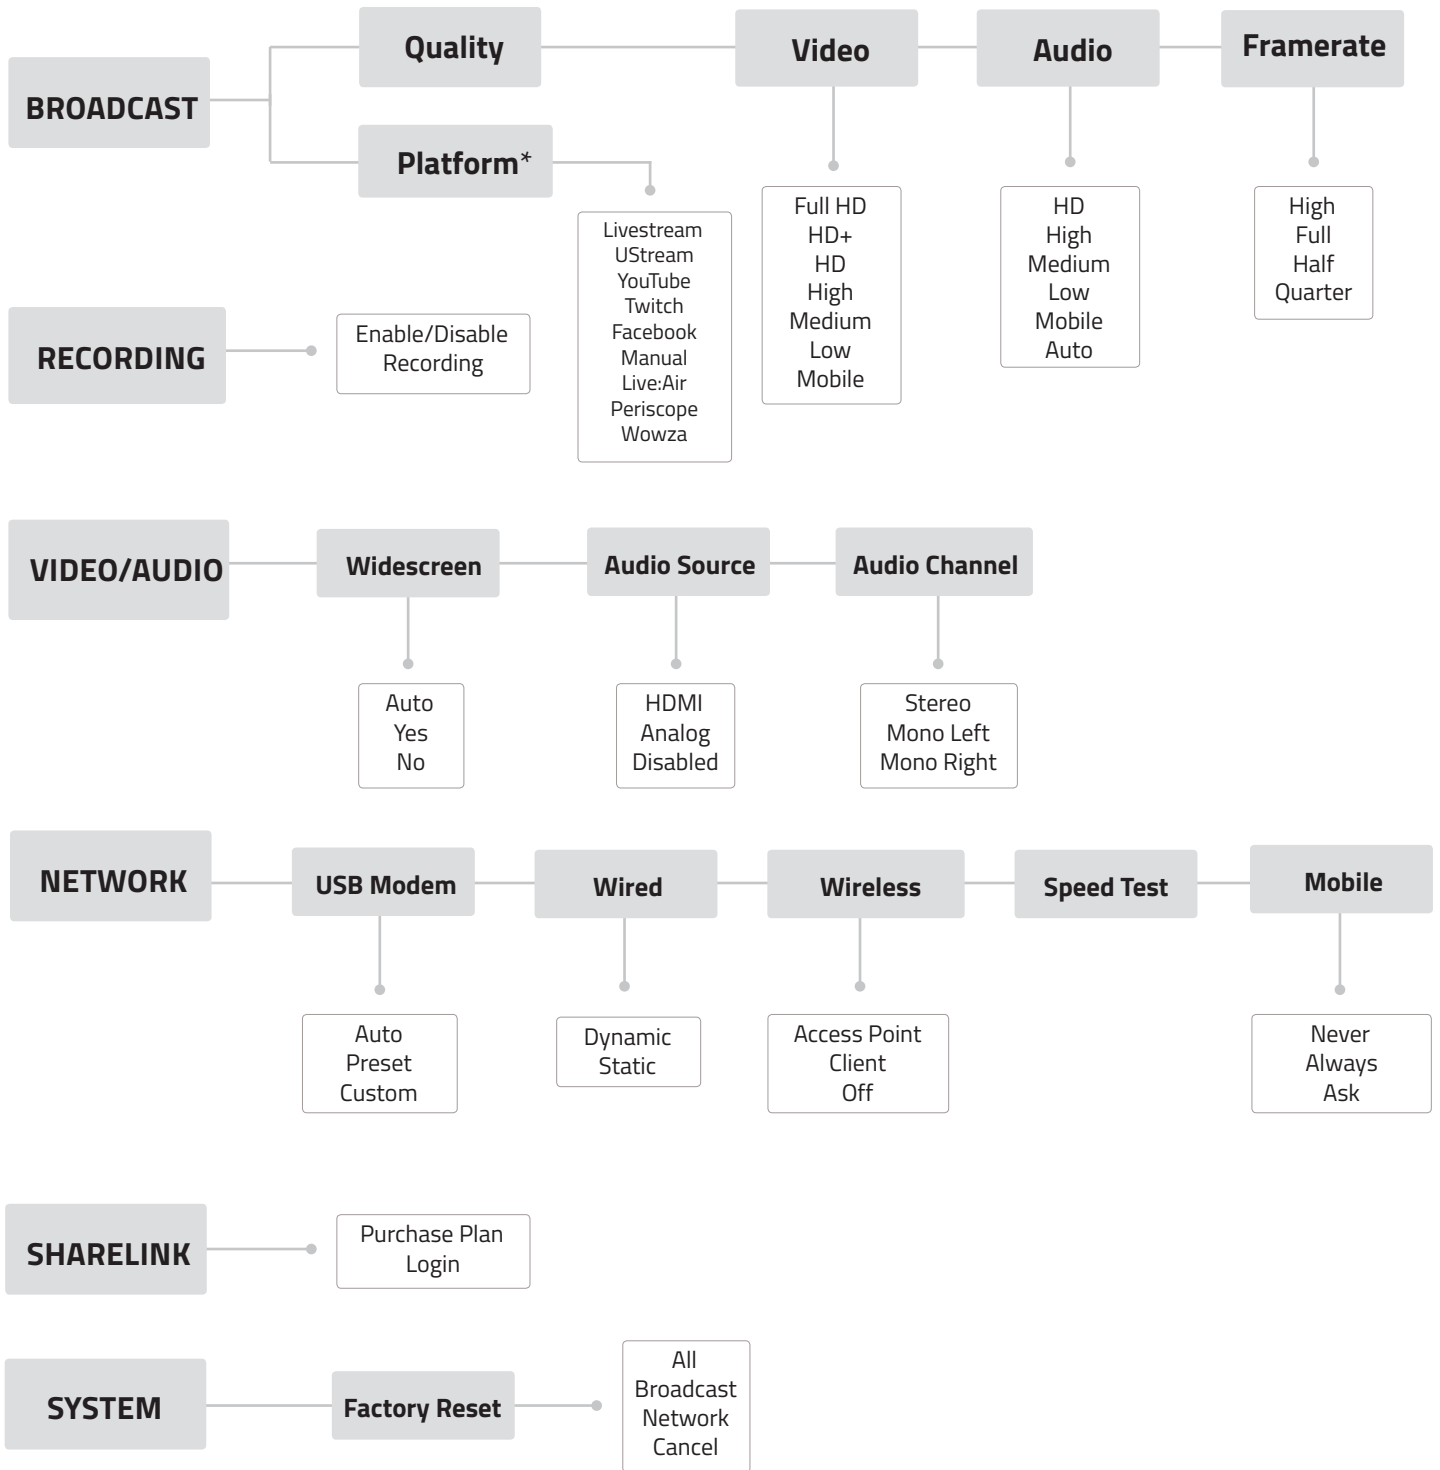 BROADCAST
Quality
Video
Audio
Framerate
Platform*
Livestream
UStream
YouTube
Twitch
Facebook
Manual
Live:Air
Periscope
Wowza
Full HD
HD+
HD
High
Medium
Low
Mobile
HD
High
Medium
Low
Mobile
Auto
High
Full
Half
Quarter
RECORDING
Enable/Disable
Recording
VIDEO/AUDIO
Widescreen
Audio Source
Audio Channel
Auto
Yes
No
HDMI
Analog
Disabled
Stereo
Mono Left
Mono Right
NETWORK
USB Modem
Wired
Wireless
Speed Test
Mobile
Auto
Preset
Custom
Dynamic
Static
Access Point
Client
Off
Never
Always
Ask
SHARELINK
Purchase Plan
Login
SYSTEM
Factory Reset
All
Broadcast
Network
Cancel